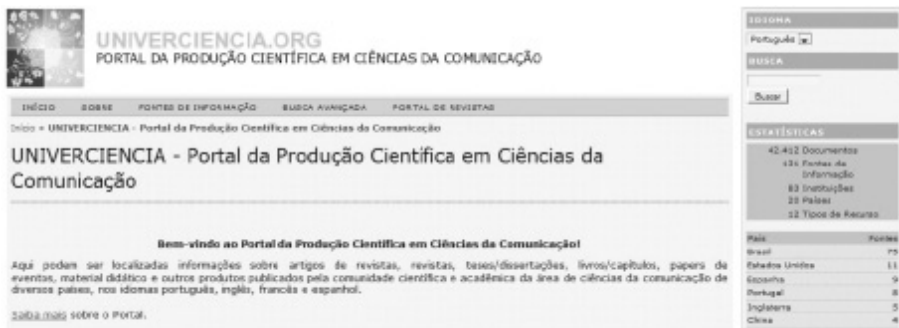 UNIVERCIENCIA.ORG
PORTAL DA PRODUÇÃO CIENTÍFICA EM CIÊNCIAS DA COMUNICAÇÃO
INÍCIO SOBRE FONTES DE INFORMAÇÃO BUSCA AVANÇADA PORTAL DE REVISTAS
Início » UNIVERCIENCIA - Portal da Produção Científica em Ciências da Comunicação
UNIVERCIENCIA - Portal da Produção Científica em Ciências da
Comunicação
Bem-vindo ao Portal da Produção Científica em Ciências da Comunicação!
Aqui podem ser localizadas informações sobre artigos de revistas, revistas, teses/dissertações, livros/capítulos, papers de
eventos, material didático e outros produtos publicados pela comunidade científica e acadêmica da área de ciências da comunicação de
diversos países, nos idiomas português, inglês, francês e espanhol.
Saiba mais sobre o Portal.
IDIOMA
Português
BUSCA
Buscar
ESTATÍSTICAS
42.412 Documentos
Fontes de
Informação
83 Instituições
20 Países
12 Tipos de Recurso
País Fontes
Brasil 75
Estados Unidos 11
Espanha 9
Portugal 8
Inglaterra 5
China 4